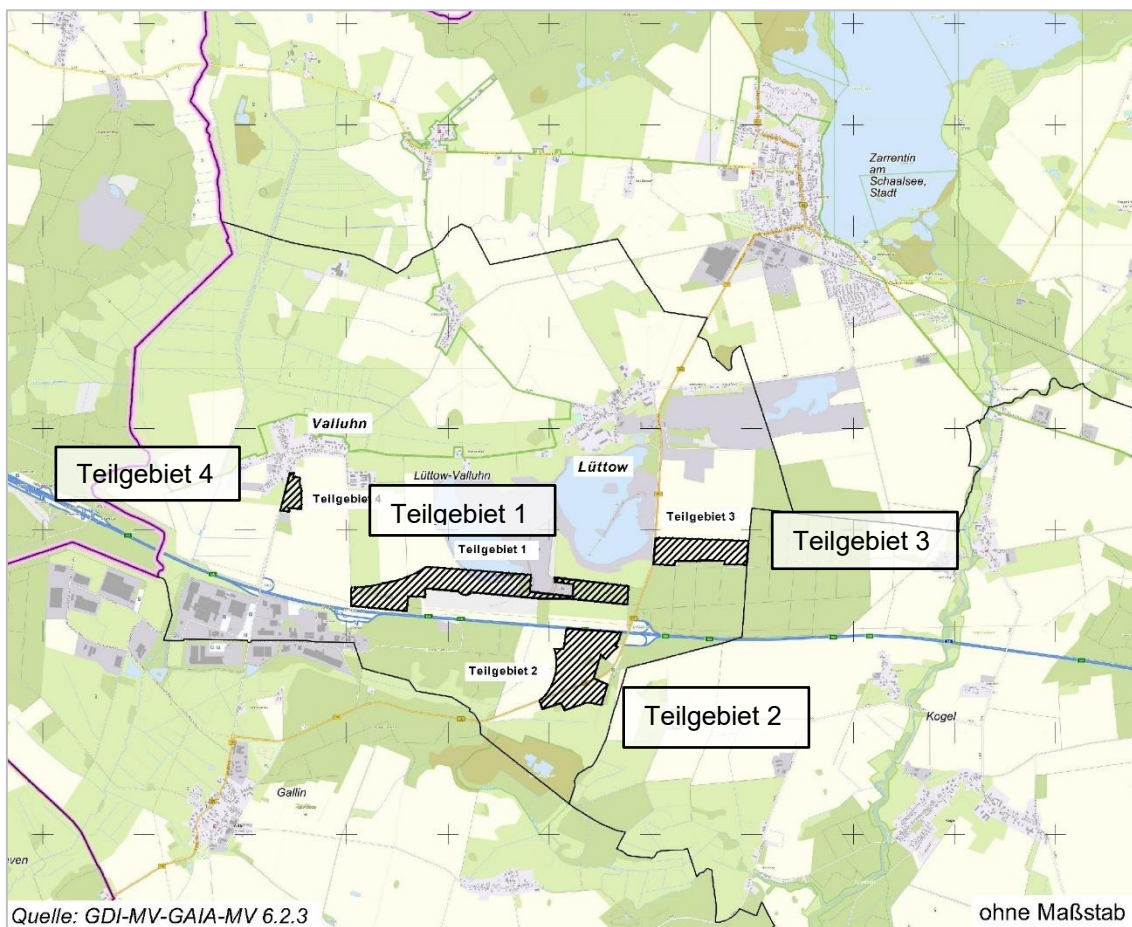 Zarrentin
am
Schaalsee,
Stadt
Valluhn
Teilgebiet 4
Lüttow-Valluhn
Lüttow
Teilgebiet 4
Teilgebiet 1
Teilgebiet 3
Teilgebiet 3
Teilgebiet 1
Teilgebiet 2
Teilgebiet 2
Kogel
Gallin
Quelle: GDI-MV-GAIA-MV 6.2.3
ohne Maßstab